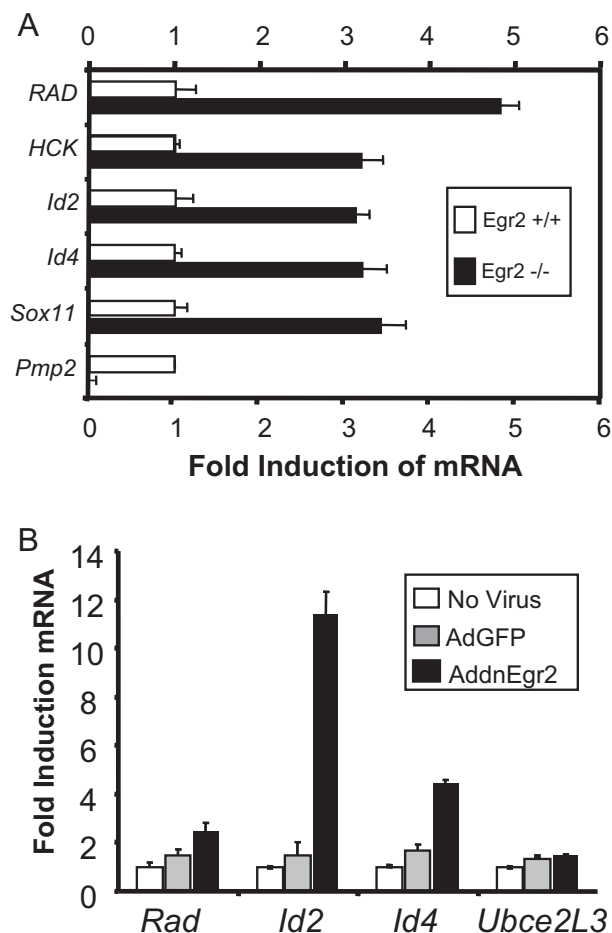 A
0 1 2 3 4 5 6
RAD
HCK
Id2
Id4
Sox11
Pmp2
Egr2 +/+
Egr2 -/-
0 1 2 3 4 5 6
Fold Induction of mRNA
B
Fold Induction mRNA
14
12
10
8
6
4
2
0
No Virus
AdGFP
AddnEgr2
Rad Id2 Id4 Ubce2L3